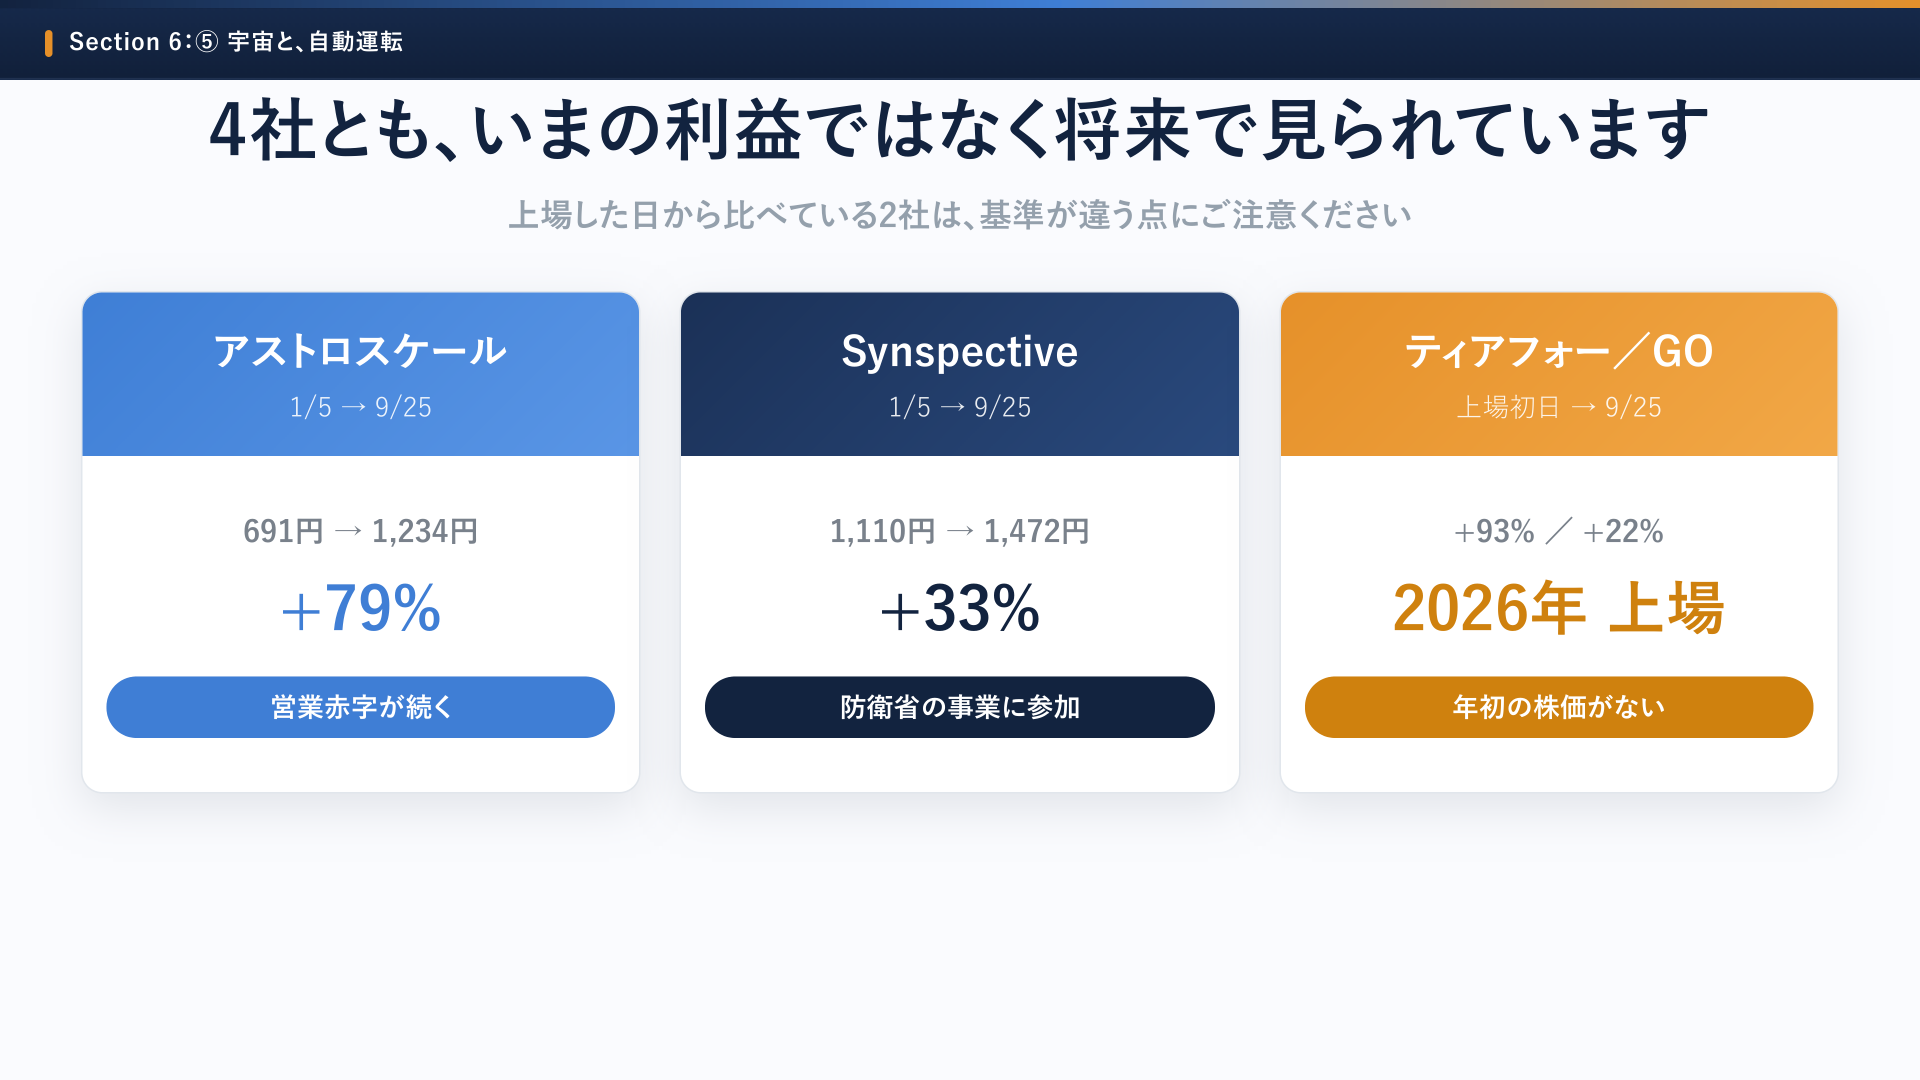 Section 6：⑤ 宇宙と、自動運転
4社とも、いまの利益ではなく将来で見られています
上場した日から比べている2社は、基準が違う点にご注意ください
アストロスケール
1/5 → 9/25
691円 → 1,234円
+79%
営業赤字が続く
Synspective
1/5 → 9/25
1,110円 → 1,472円
+33%
防衛省の事業に参加
ティアフォー／GO
上場初日 → 9/25
+93% ／ +22%
2026年 上場
年初の株価がない